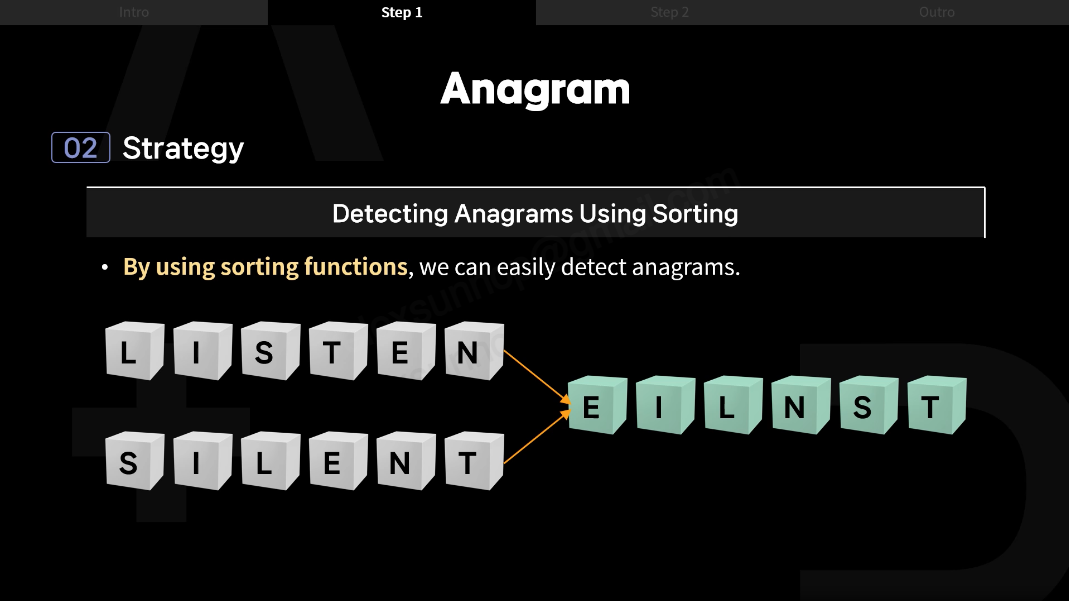 Intro
Step 1
Step 2
Outro
Anagram
02 Strategy
Detecting Anagrams Using Sorting
• By using sorting functions, we can easily detect anagrams.
L I S T E N
E I L N S T
S I L E N T